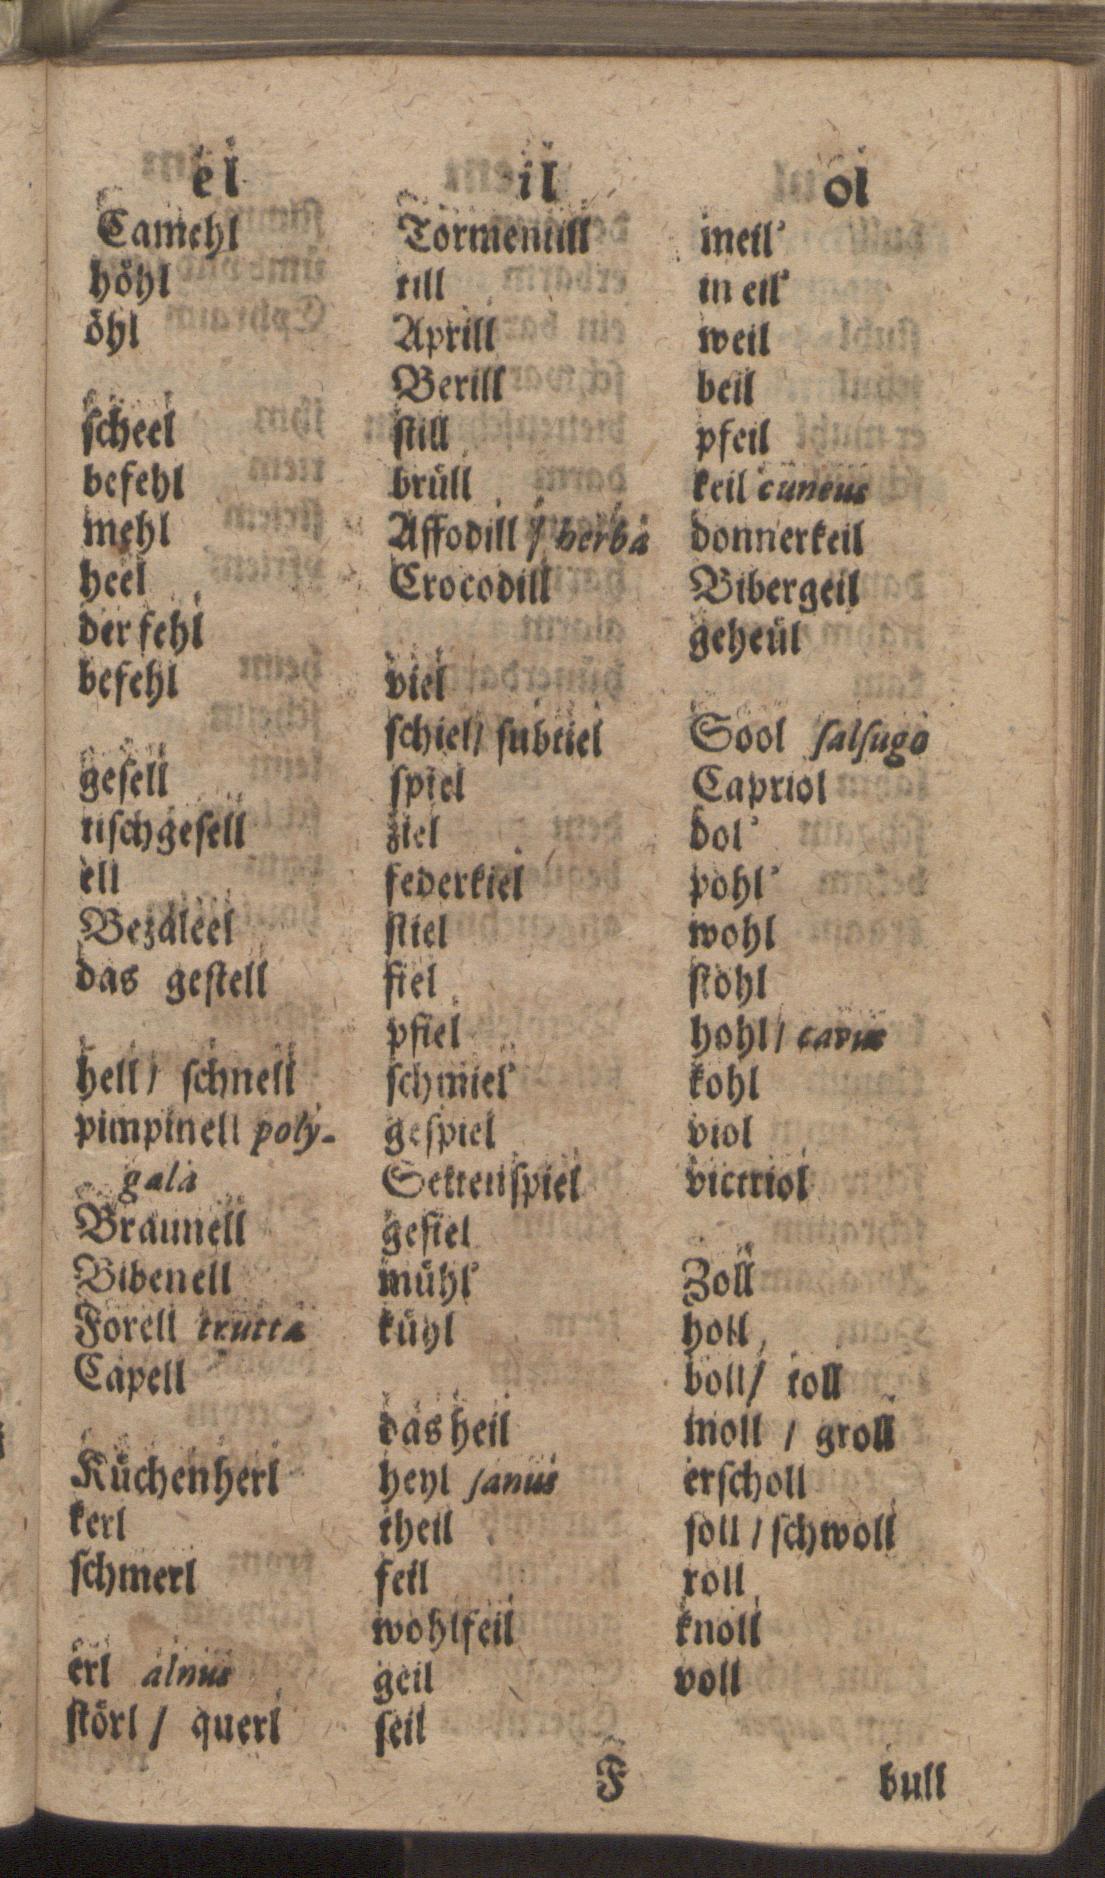 el
Camehl
höhl
öhl
scheel
befehl
mehl
heel
der fehl
befehl
gesell
tischgesell
ell
Bezaleel
das gestell
hell / schnell
pimpinell poly-
gala
Braunell
Bibenell
Forell trutta
Capell
Küchenherl
kerl
schmerl
erl alnus
störl / querl
il
Tormentill
till
Aprill
Berill
still
brüll
Affodill / herba
Crocodill
viel
schiel / subtiel
spiel
ziel
federkiel
stiel
fiel
pfiel
schmiel'
gespiel
Seitenspiel
gefiel
mühl'
kühl
das heil
heyl / anus
theil
feil
wohlfeil
geil
seil
ol
meil'
in eil'
weil
beil
pfeil
keil cuneus
donnerkeil
Bibergeil
geheül
Sool salsugo
Capriol
dol'
pohl'
wohl
stohl
hohl / cavus
kohl
viol
victriol
Zoll
holl
boll / toll
moll / groll
erscholl
soll / schwoll
roll
knoll
voll
F
bull